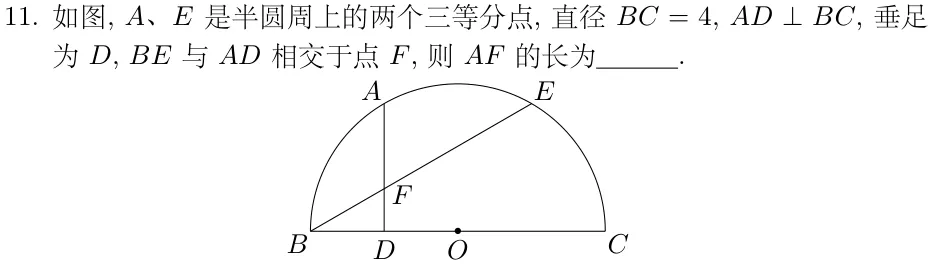 11. 如图, A、E 是半圆周上的两个三等分点, 直径 BC = 4, AD ⊥ BC, 垂足
为 D, BE 与 AD 相交于点 F, 则 AF 的长为______.
A E
F
B D O C